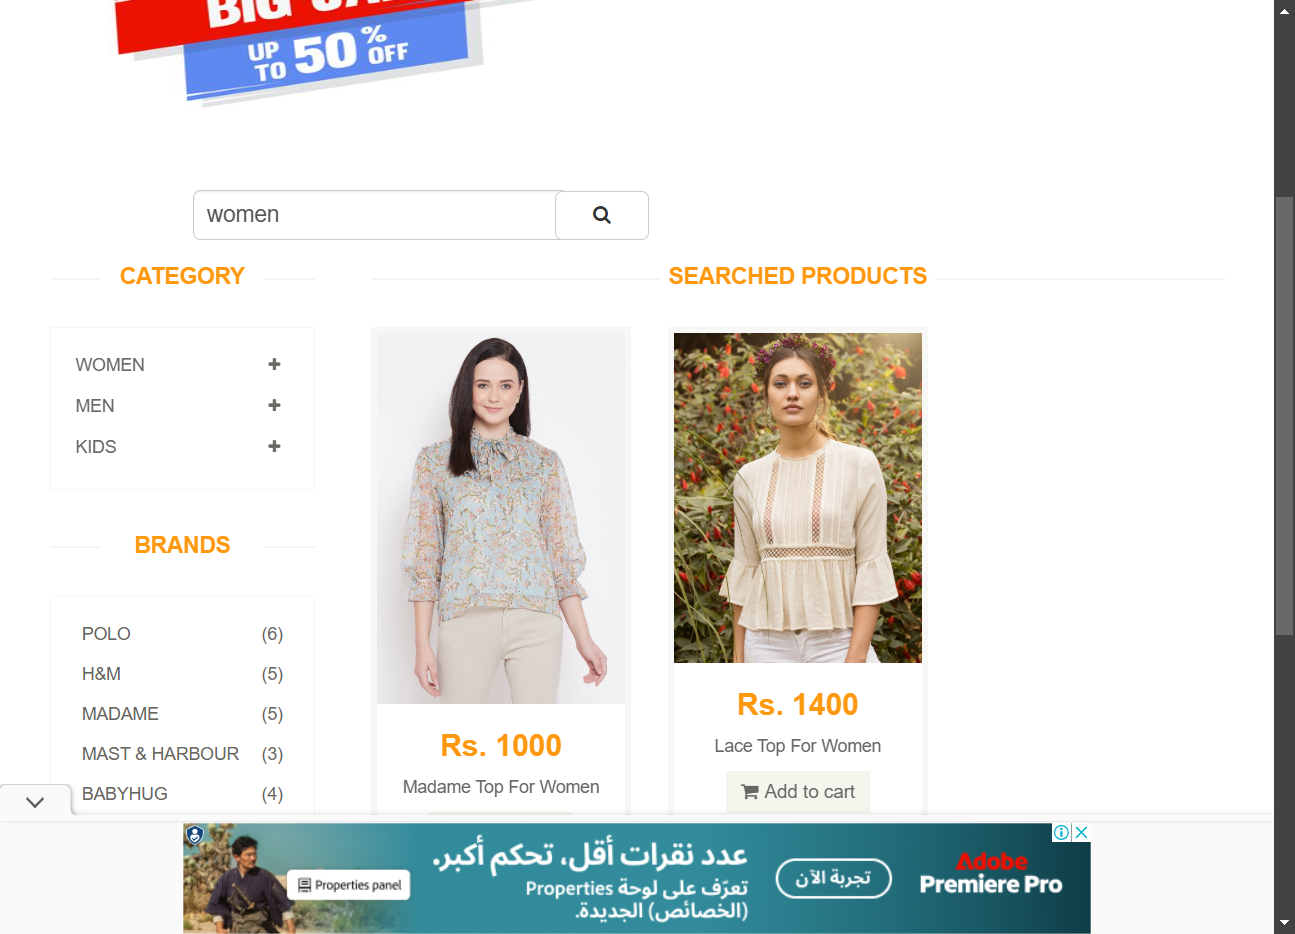 UP TO 50% OFF
women
CATEGORY
WOMEN
MEN
KIDS
BRANDS
POLO (6)
H&M (5)
MADAME (5)
MAST & HARBOUR (3)
BABYHUG (4)
SEARCHED PRODUCTS
Rs. 1000
Madame Top For Women
Rs. 1400
Lace Top For Women
Add to cart
Properties panel
عدد نقرات أقل، تحكم أكبر.
تعرّف على لوحة Properties
(الخصائص) الجديدة.
تجربة الآن
Adobe
Premiere Pro